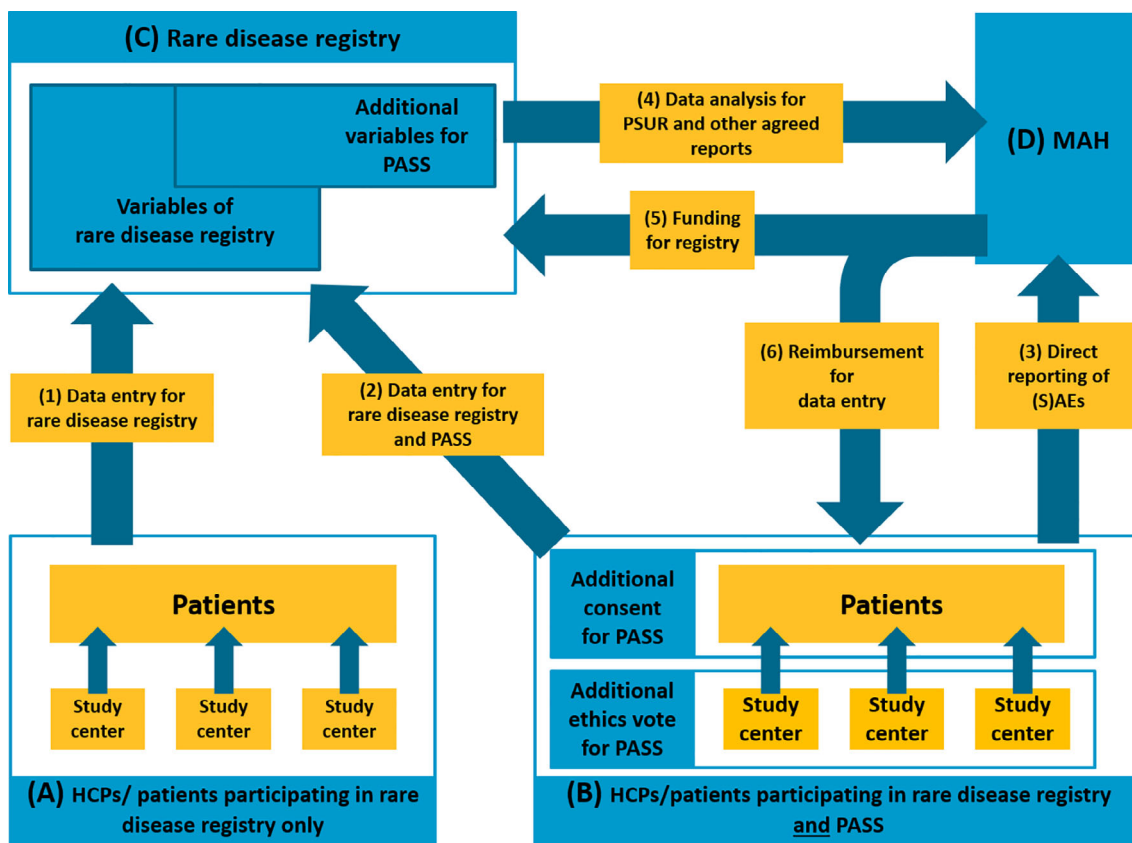 (C) Rare disease registry
Additional
variables for
PASS
Variables of
rare disease registry
(4) Data analysis for
PSUR and other agreed
reports
(D) MAH
(5) Funding
for registry
(1) Data entry for
rare disease registry
(2) Data entry for
rare disease registry
and PASS
(6) Reimbursement
for
data entry
(3) Direct
reporting of
(S)AEs
Patients
Study
center
Study
center
Study
center
(A) HCPs/ patients participating in rare
disease registry only
Additional
consent
for PASS
Patients
Additional
ethics vote
for PASS
Study
center
Study
center
Study
center
(B) HCPs/patients participating in rare disease registry
and PASS